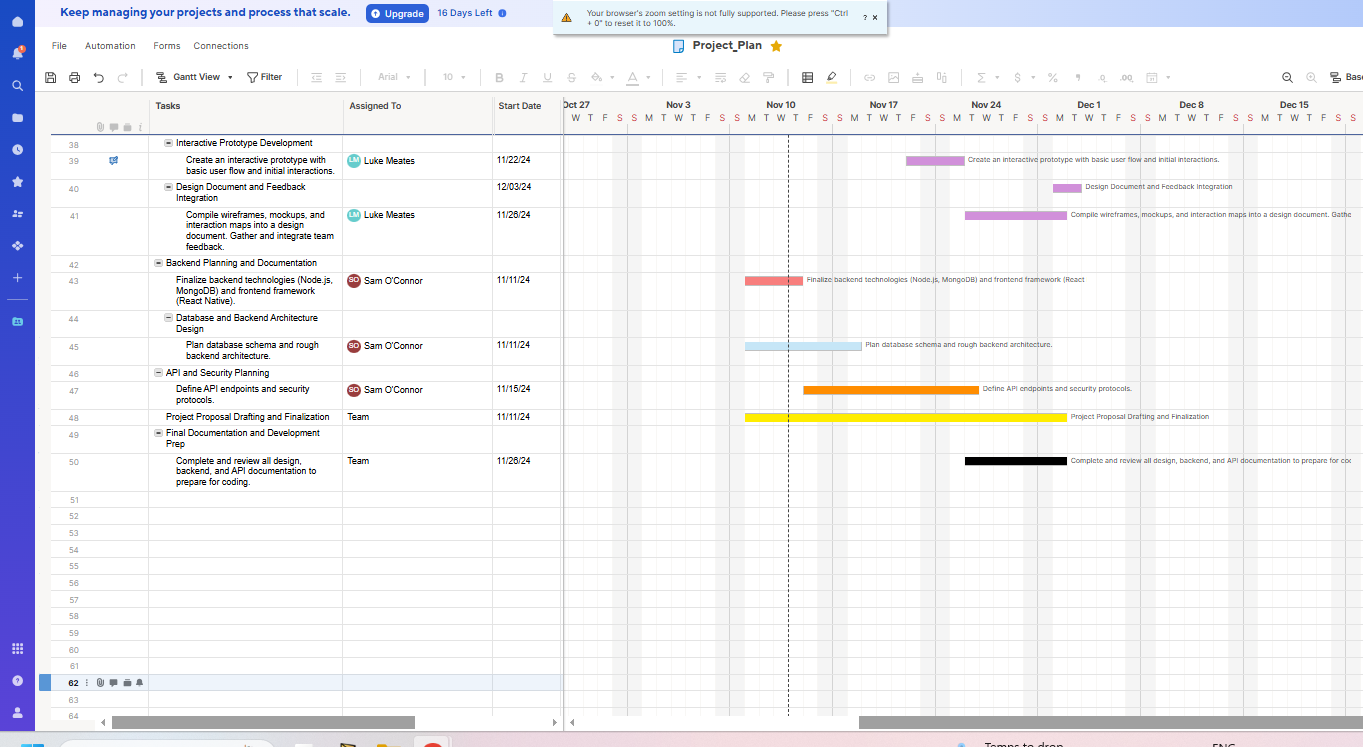 Keep managing your projects and process that scale.
Upgrade
16 Days Left
Your browser's zoom setting is not fully supported. Please press "Ctrl
+ 0" to reset it to 100%.
? ×
File Automation Forms Connections
Project_Plan
Gantt View
Filter
Arial
10
B I U S A
Σ $ % .0 .00
Base
Tasks Assigned To Start Date
Oct 27 Nov 3 Nov 10 Nov 17 Nov 24 Dec 1 Dec 8 Dec 15
W T F S S M T W T F S S M T W T F S S M T W T F S S M T W T F S S M T W T F S S M T W T F S S M T W T F S S
38 Interactive Prototype Development
39 Create an interactive prototype with
basic user flow and initial interactions.
LM Luke Meates
11/22/24
Create an interactive prototype with basic user flow and initial interactions.
40 Design Document and Feedback
Integration
12/03/24
Design Document and Feedback Integration
41 Compile wireframes, mockups, and
interaction maps into a design
document. Gather and integrate team
feedback.
LM Luke Meates
11/26/24
Compile wireframes, mockups, and interaction maps into a design document. Gathe
42 Backend Planning and Documentation
43 Finalize backend technologies (Node.js,
MongoDB) and frontend framework
(React Native).
SO Sam O'Connor
11/11/24
Finalize backend technologies (Node.js, MongoDB) and frontend framework (React
44 Database and Backend Architecture
Design
45 Plan database schema and rough
backend architecture.
SO Sam O'Connor
11/11/24
Plan database schema and rough backend architecture.
46 API and Security Planning
47 Define API endpoints and security
protocols.
SO Sam O'Connor
11/15/24
Define API endpoints and security protocols.
48 Project Proposal Drafting and Finalization
Team
11/11/24
Project Proposal Drafting and Finalization
49 Final Documentation and Development
Prep
50 Complete and review all design,
backend, and API documentation to
prepare for coding.
Team
11/26/24
Complete and review all design, backend, and API documentation to prepare for coc
51
52
53
54
55
56
57
58
59
60
61
62
63
64
Temps to drop
ENG